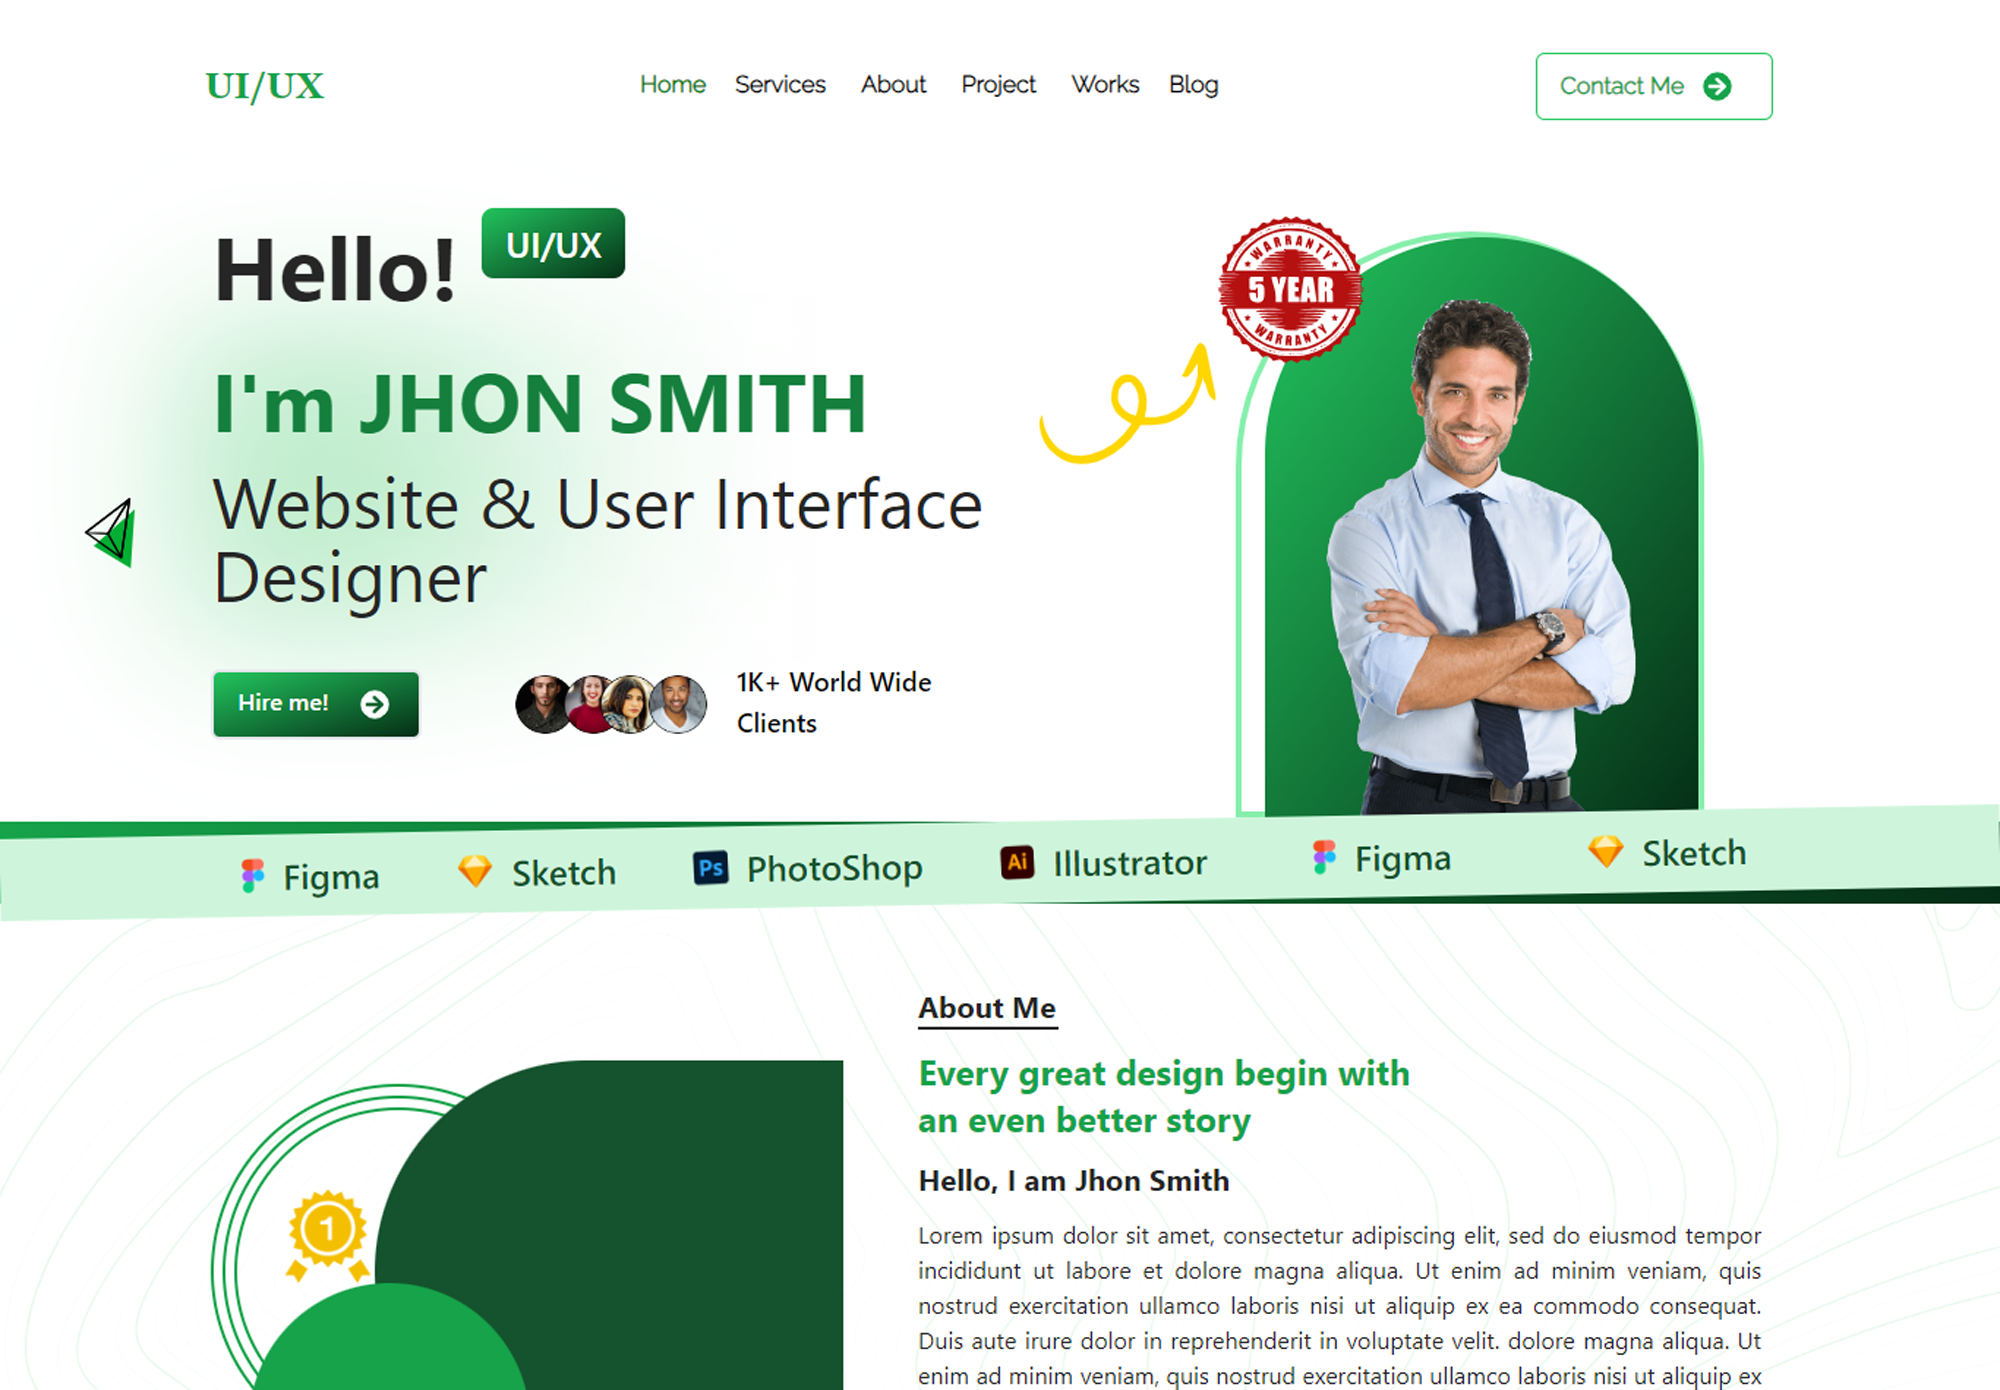 UI/UX
Home Services About Project Works Blog
Contact Me
Hello!
UI/UX
I'm JHON SMITH
Website & User Interface
Designer
Hire me!
1K+ World Wide
Clients
WARRANTY
5 YEAR
WARRANTY
Figma Sketch Ps PhotoShop Ai Illustrator Figma Sketch
About Me
Every great design begin with
an even better story
Hello, I am Jhon Smith
Lorem ipsum dolor sit amet, consectetur adipiscing elit, sed do eiusmod tempor
incididunt ut labore et dolore magna aliqua. Ut enim ad minim veniam, quis
nostrud exercitation ullamco laboris nisi ut aliquip ex ea commodo consequat.
Duis aute irure dolor in reprehenderit in voluptate velit. dolore magna aliqua. Ut
enim ad minim veniam, quis nostrud exercitation ullamco laboris nisi ut aliquip ex
1